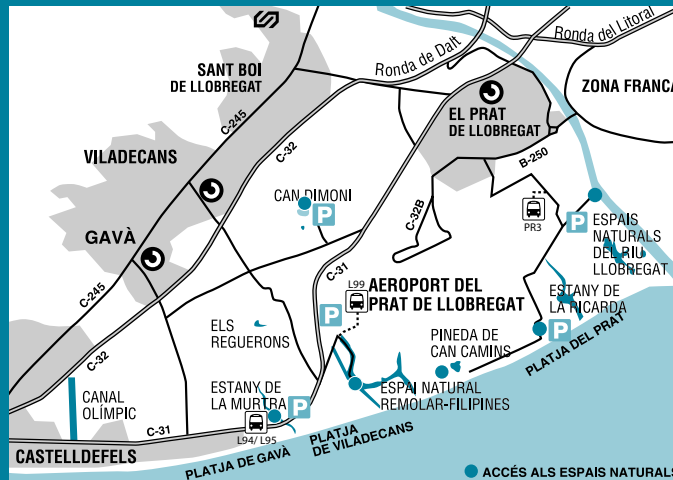 Ronda de Dalt
Ronda del Litoral
SANT BOI
DE LLOBREGAT
ZONA FRANCA
EL PRAT
DE LLOBREGAT
C-245
C-32
B-250
VILADECANS
CAN DIMONI
P
C-32B
PR3
P
ESPAIS
NATURALS
DEL RIU
LLOBREGAT
GAVÀ
C-31
L99
AEROPORT DEL
PRAT DE LLOBREGAT
C-245
P
ESTANY DE
LA RICARDA
P
ELS
REGUERONS
PINEDA DE
CAN CAMINS
PLATJA DEL PRAT
C-32
CANAL
OLÍMPIC
ESTANY DE
LA MURTRA
P
ESPAI NATURAL
REMOLAR-FILIPINES
C-31
L94/ L95
PLATJA
DE VILADECANS
CASTELLDEFELS
PLATJA DE GAVÀ
ACCÉS ALS ESPAIS NATURALS